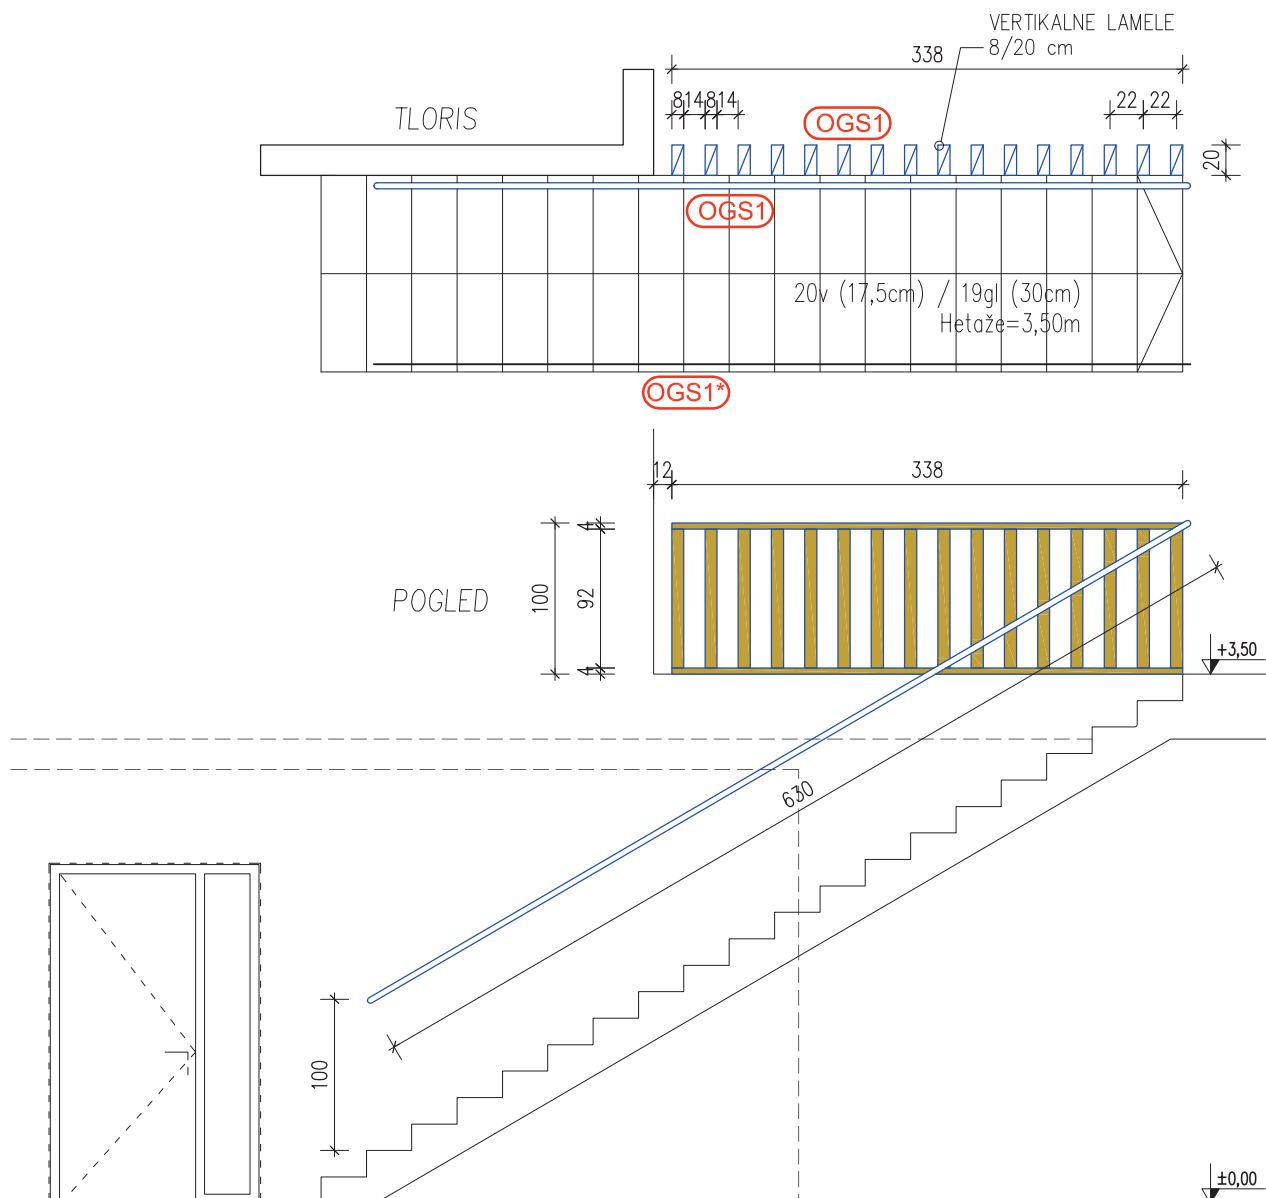 VERTIKALNE LAMELE
8/20 cm
338
8 14 8 14
22 22
TLORIS
OGS1
20
OGS1
20v (17,5cm) / 19gl (30cm)
Hetaže=3,50m
OGS1*
12
338
4
100
92
4
POGLED
+3,50
630
100
±0,00